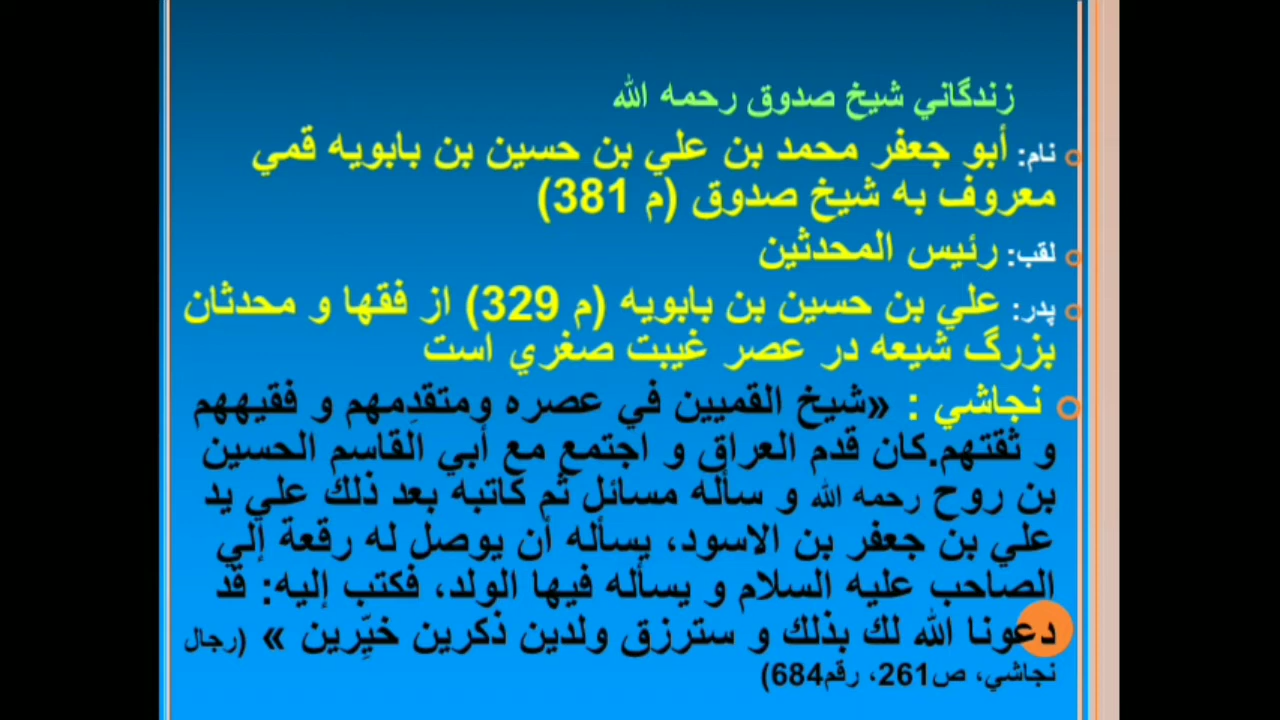 زندگاني شيخ صدوق رحمه الله
نام: أبو جعفر محمد بن علي بن حسين بن بابويه قمي
معروف به شيخ صدوق (م 381)
لقب: رئيس المحدثين
پدر: علي بن حسين بن بابويه (م 329) از فقها و محدثان
بزرگ شيعه در عصر غيبت صغري است
نجاشي : «شيخ القميين في عصره ومتقدِمهم و فقيههم
و ثقتهم.كان قدم العراق و اجتمع مع أبي القاسم الحسين
بن روح رحمه الله و سأله مسائل ثم كاتبه بعد ذلك علي يد
علي بن جعفر بن الاسود، يسأله أن يوصل له رقعة إلي
الصاحب عليه السلام و يسأله فيها الولد، فكتب إليه: قد
دعونا الله لك بذلك و سترزق ولدين ذكرين خيِّرين » (رجال
نجاشي، ص261، رقم684)